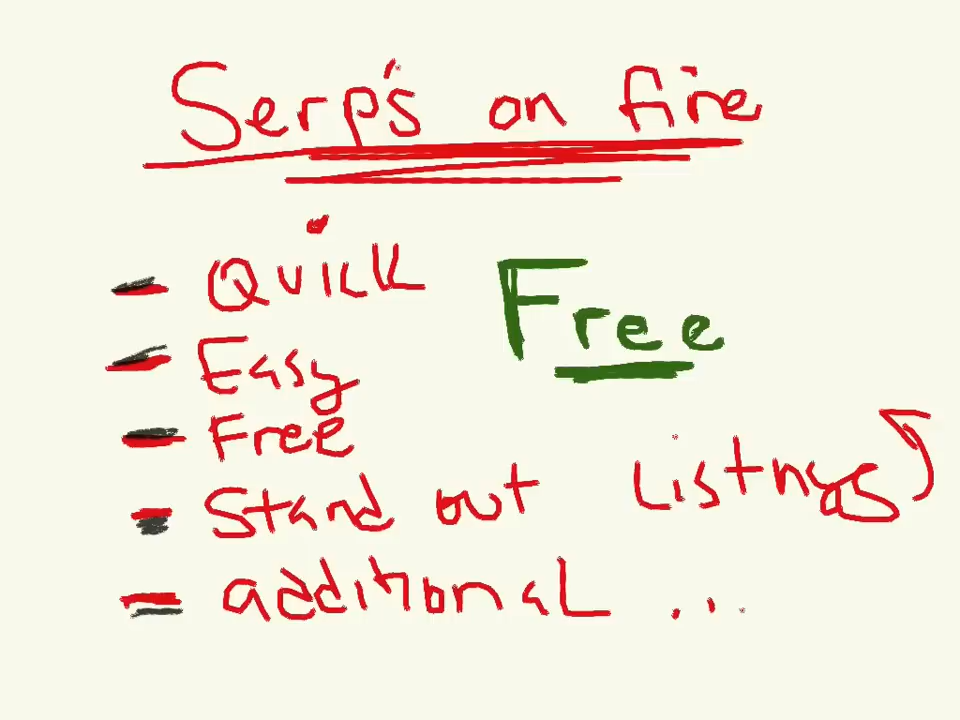 Serp's on fire
- Quick
Free
- Easy
- Free
- Stand out Listings
- additional ...